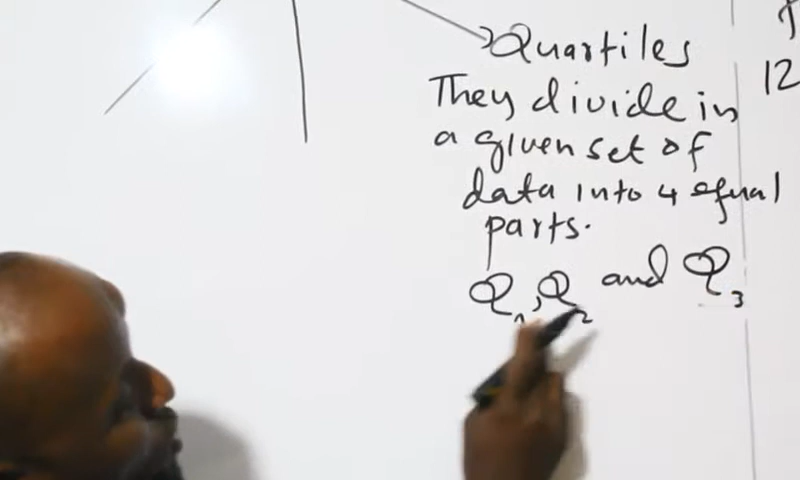 Quartiles
They divide in
a given set of
data into 4 equal
parts.
Q₁, Q₂ and Q₃
12